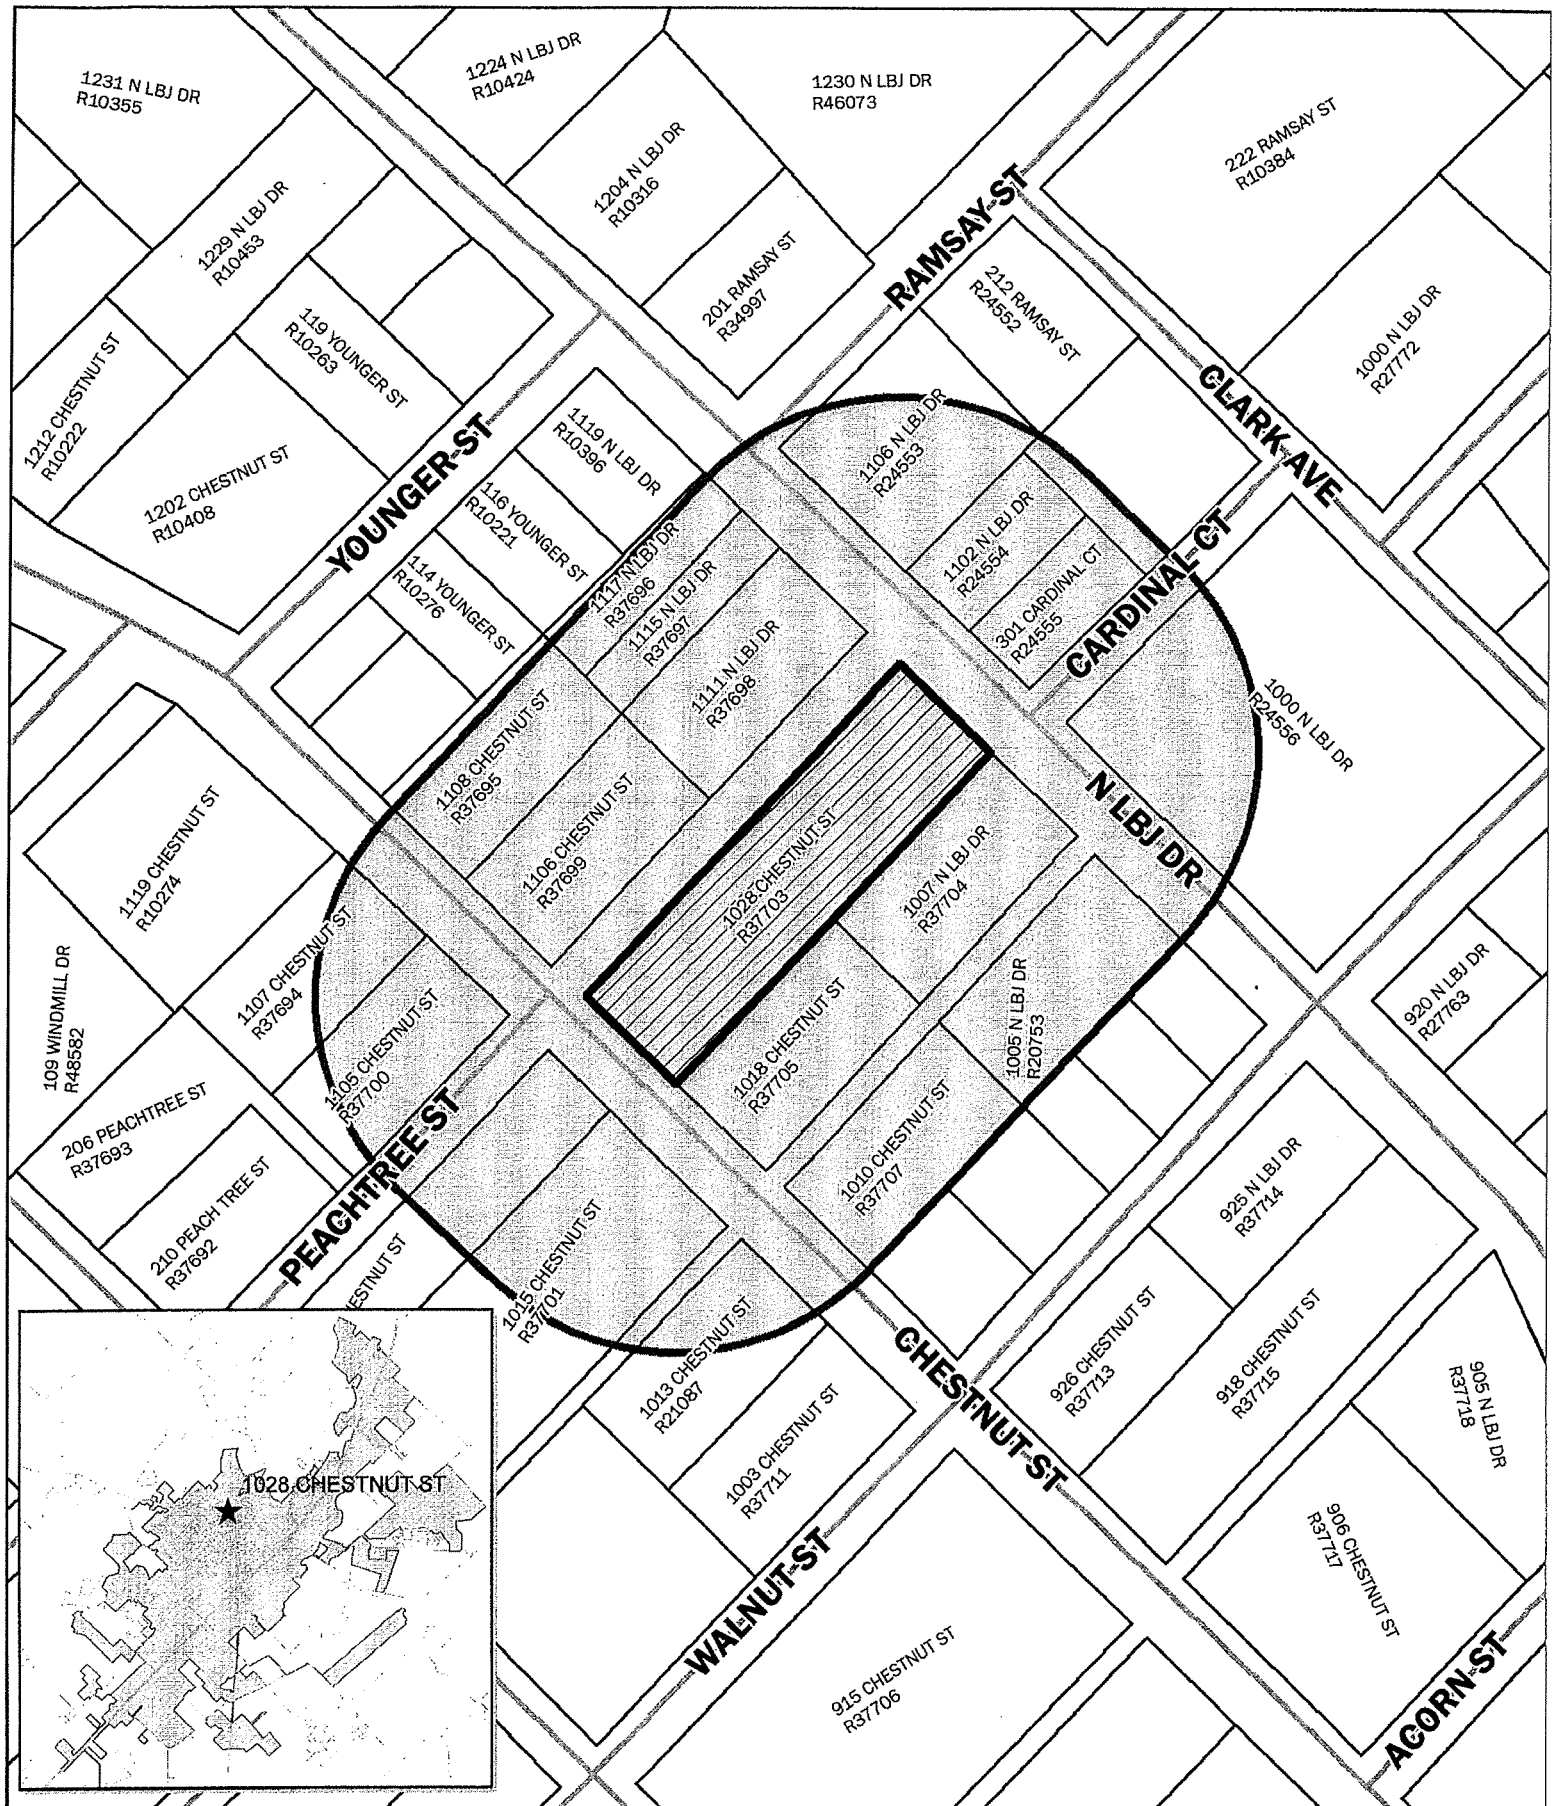 1231 N LBJ DR
R10355
1224 N LBJ DR
R10424
1230 N LBJ DR
R46073
222 RAMSAY ST
R10384
1204 N LBJ DR
R10316
RAMSAY ST
1229 N LBJ DR
R10453
201 RAMSAY ST
R34997
212 RAMSAY ST
R24552
1000 N LBJ DR
R27772
119 YOUNGER ST
R10263
1212 CHESTNUT ST
R10222
CLARK AVE
1202 CHESTNUT ST
R10408
YOUNGER ST
1119 N LBJ DR
R10396
1106 N LBJ DR
R24553
116 YOUNGER ST
R10221
1102 N LBJ DR
R24554
114 YOUNGER ST
R10276
1117 N LBJ DR
R37696
1115 N LBJ DR
R37697
301 CARDINAL CT
R24555
CARDINAL CT
1111 N LBJ DR
R37698
1000 N LBJ DR
R24556
1108 CHESTNUT ST
R37695
N LBJ DR
1106 CHESTNUT ST
R37699
1119 CHESTNUT ST
R10274
1028 CHESTNUT ST
R37703
1007 N LBJ DR
R37704
109 WINDMILL DR
R48582
1107 CHESTNUT ST
R37694
920 N LBJ DR
R27763
1105 CHESTNUT ST
R37700
1018 CHESTNUT ST
R37705
1005 N LBJ DR
R20753
206 PEACHTREE ST
R37693
PEACHTREE ST
1010 CHESTNUT ST
R37707
210 PEACH TREE ST
R37692
925 N LBJ DR
R37714
ESTNUT ST
1015 CHESTNUT ST
R37701
1013 CHESTNUT ST
R21087
CHESTNUT ST
926 CHESTNUT ST
R37713
918 CHESTNUT ST
R37715
905 N LBJ DR
R37718
1003 CHESTNUT ST
R37711
1028 CHESTNUT ST
906 CHESTNUT ST
R37717
WALNUT ST
915 CHESTNUT ST
R37706
ACORN ST